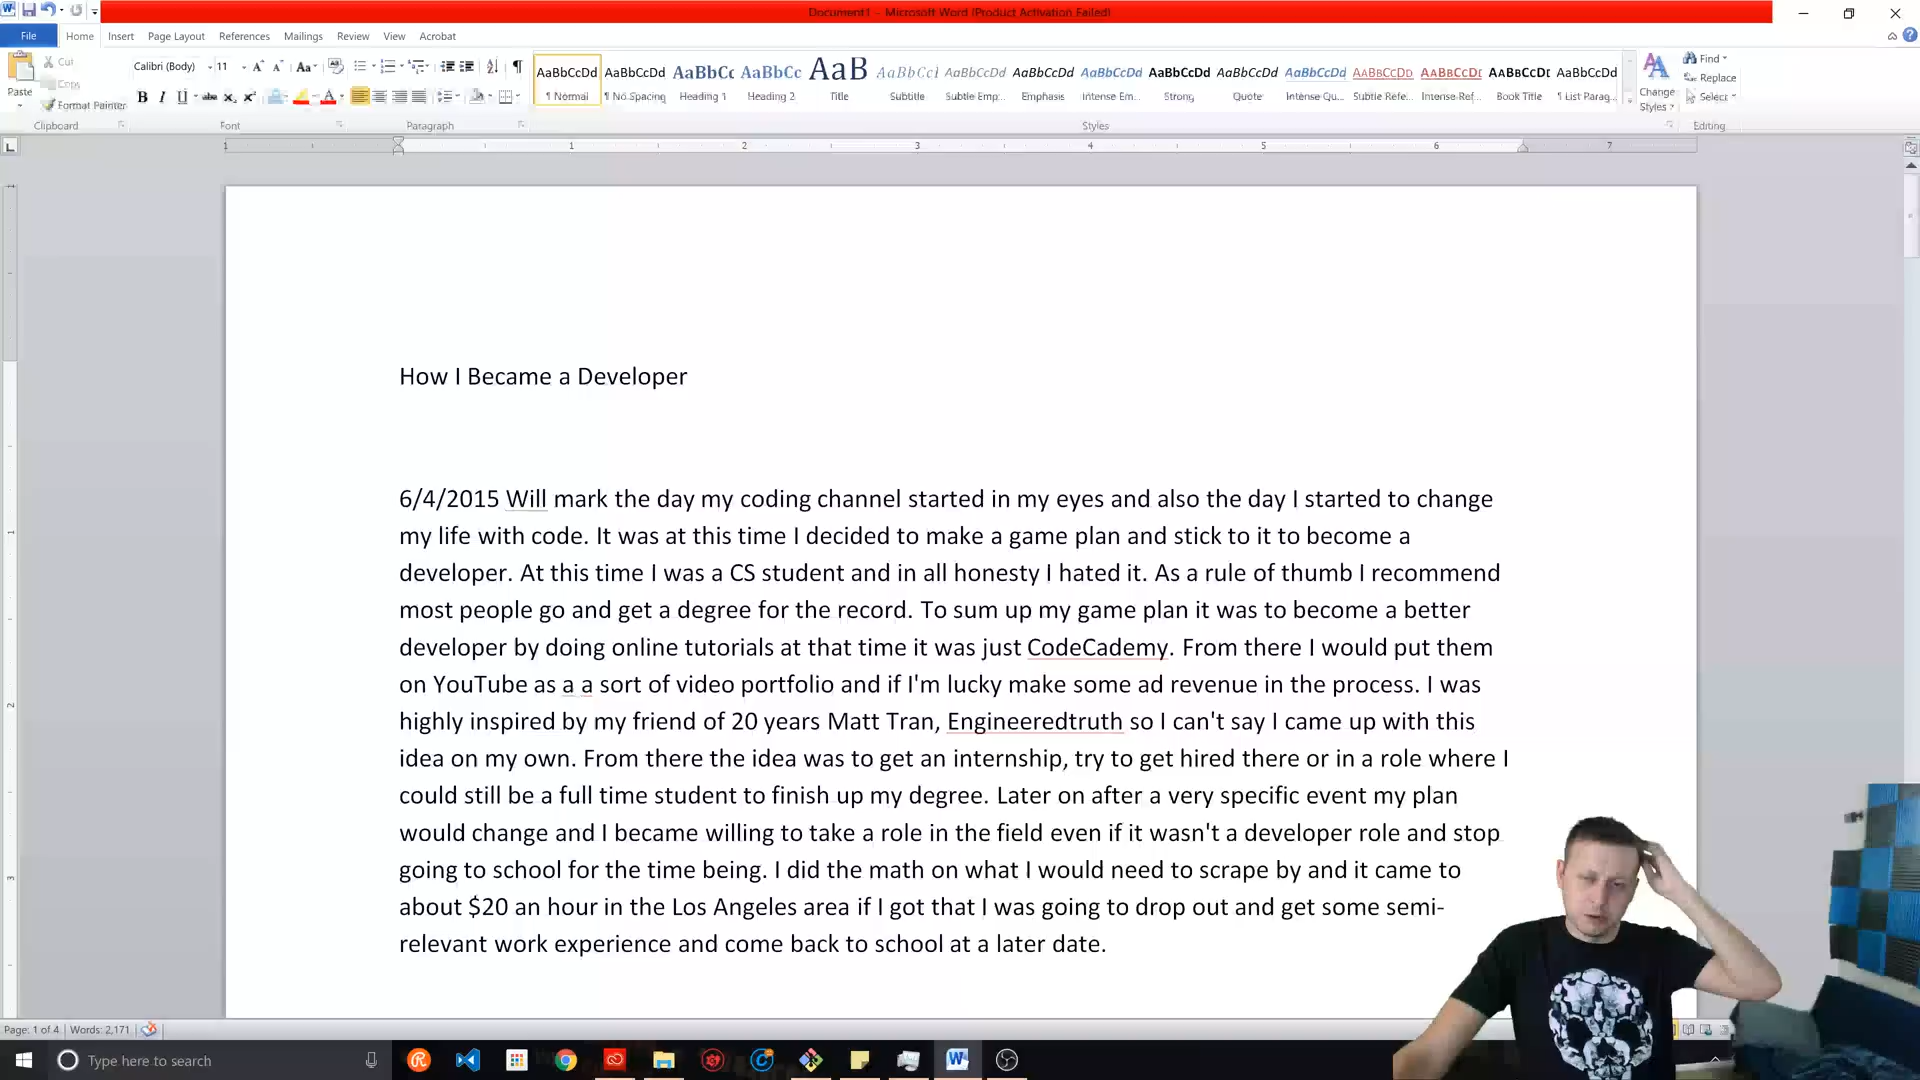 Document1 - Microsoft Word (Product Activation Failed)
File Home Insert Page Layout References Mailings Review View Acrobat
Paste
Cut
Copy
Format Painter
Clipboard
Calibri (Body) 11
Font
Paragraph
AaBbCcDd AaBbCcDd AaBbCc AaBbCc AaB AaBbCcl AaBbCcDd AaBbCcDd AaBbCcDd AaBbCcDd AaBbCcDd AaBbCcDd AaBbCcDd AaBbCcDd AaBbCcDd AaBbCcDd
¶ Normal ¶ No Spacing Heading 1 Heading 2 Title Subtitle Subtle Emp... Emphasis Intense Em... Strong Quote Intense Qu... Subtle Refe... Intense Ref... Book Title ¶ List Parag...
Styles
Change
Styles
Find
Replace
Select
Editing
1 1 2 3 4 5 6 7
How I Became a Developer
6/4/2015 Will mark the day my coding channel started in my eyes and also the day I started to change
my life with code. It was at this time I decided to make a game plan and stick to it to become a
developer. At this time I was a CS student and in all honesty I hated it. As a rule of thumb I recommend
most people go and get a degree for the record. To sum up my game plan it was to become a better
developer by doing online tutorials at that time it was just CodeCademy. From there I would put them
on YouTube as a a sort of video portfolio and if I'm lucky make some ad revenue in the process. I was
highly inspired by my friend of 20 years Matt Tran, Engineeredtruth so I can't say I came up with this
idea on my own. From there the idea was to get an internship, try to get hired there or in a role where I
could still be a full time student to finish up my degree. Later on after a very specific event my plan
would change and I became willing to take a role in the field even if it wasn't a developer role and stop
going to school for the time being. I did the math on what I would need to scrape by and it came to
about $20 an hour in the Los Angeles area if I got that I was going to drop out and get some semi-
relevant work experience and come back to school at a later date.
Page: 1 of 4 Words: 2,171
Type here to search